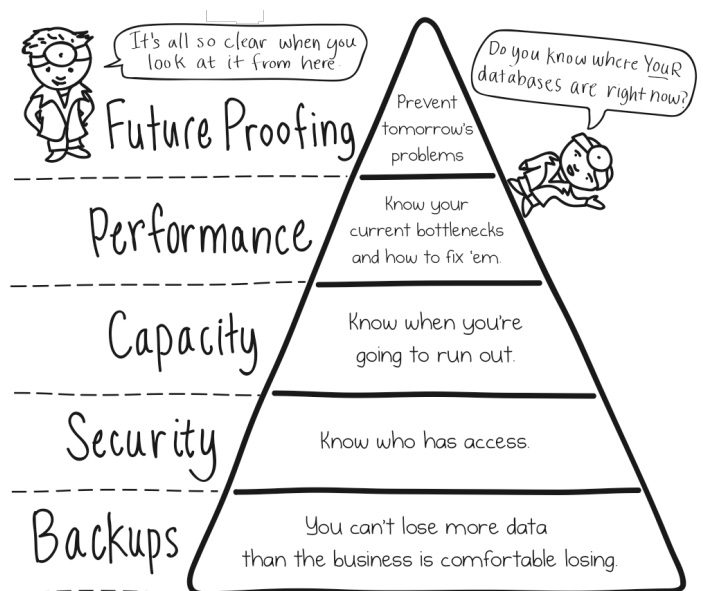 It's all so clear when you
look at it from here.
Do you know where YouR
databases are right now?
Future Proofing
Prevent
tomorrow's
problems
Performance
Know your
current bottlenecks
and how to fix 'em.
Capacity
Know when you're
going to run out.
Security
Know who has access.
Backups
You can't lose more data
than the business is comfortable losing.